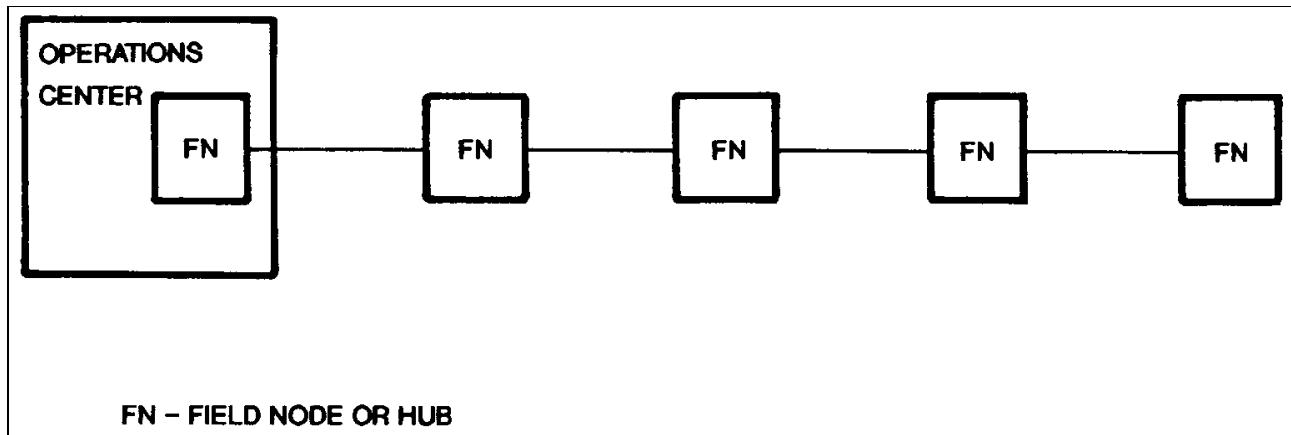 OPERATIONS
CENTER
FN
FN
FN
FN
FN
FN – FIELD NODE OR HUB